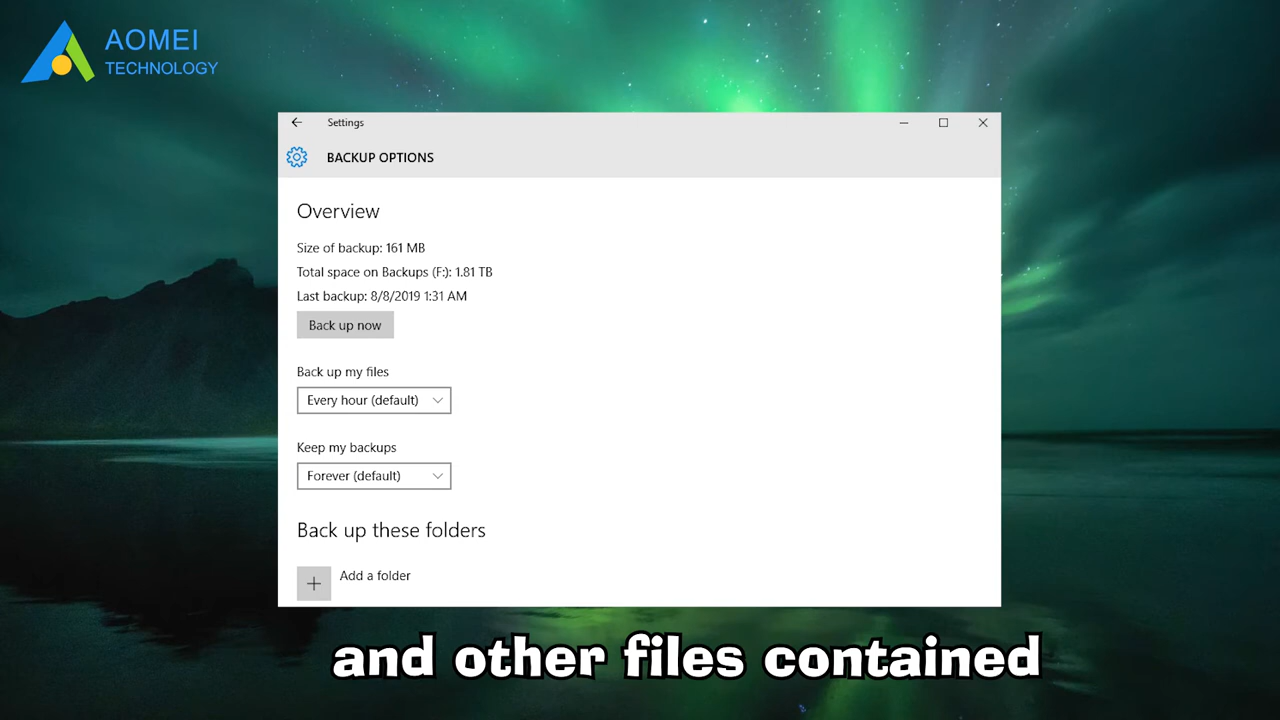 AOMEI
TECHNOLOGY
Settings
BACKUP OPTIONS
Overview
Size of backup: 161 MB
Total space on Backups (F:): 1.81 TB
Last backup: 8/8/2019 1:31 AM
Back up now
Back up my files
Every hour (default)
Keep my backups
Forever (default)
Back up these folders
Add a folder
and other files contained